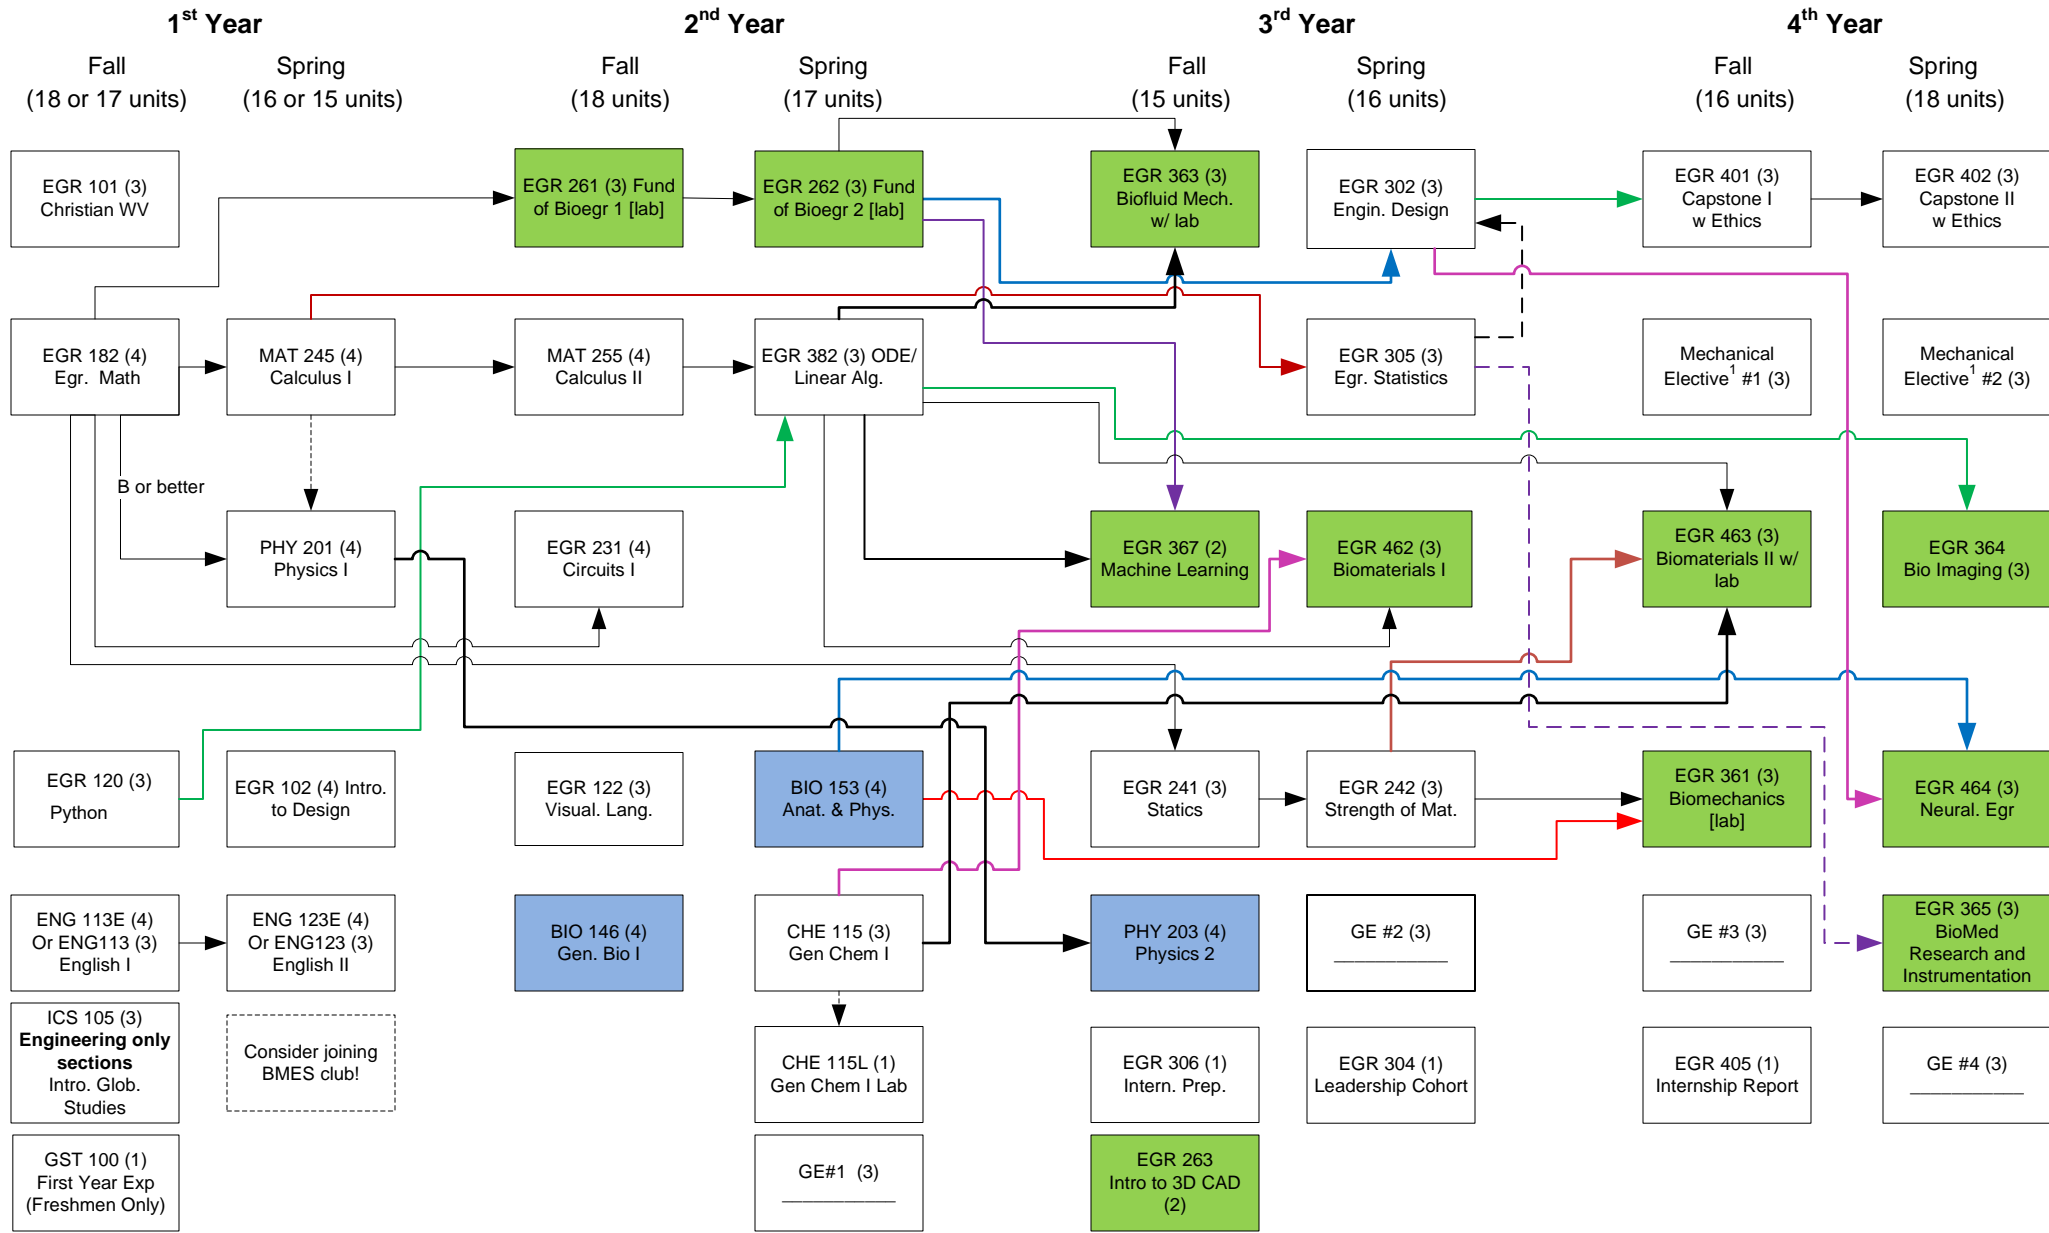 1st Year
2nd Year
3rd Year
4th Year
Fall
(18 or 17 units)
Spring
(16 or 15 units)
Fall
(18 units)
Spring
(17 units)
Fall
(15 units)
Spring
(16 units)
Fall
(16 units)
Spring
(18 units)
EGR 101 (3)
Christian WV
EGR 261 (3) Fund
of Bioegr 1 [lab]
EGR 262 (3) Fund
of Bioegr 2 [lab]
EGR 363 (3)
Biofluid Mech.
w/ lab
EGR 302 (3)
Engin. Design
EGR 401 (3)
Capstone I
w Ethics
EGR 402 (3)
Capstone II
w Ethics
EGR 182 (4)
Egr. Math
MAT 245 (4)
Calculus I
MAT 255 (4)
Calculus II
EGR 382 (3) ODE/
Linear Alg.
EGR 305 (3)
Egr. Statistics
Mechanical
Elective1 #1 (3)
Mechanical
Elective1 #2 (3)
B or better
PHY 201 (4)
Physics I
EGR 231 (4)
Circuits I
EGR 367 (2)
Machine Learning
EGR 462 (3)
Biomaterials I
EGR 463 (3)
Biomaterials II w/
lab
EGR 364
Bio Imaging (3)
EGR 120 (3)
Python
EGR 102 (4) Intro.
to Design
EGR 122 (3)
Visual. Lang.
BIO 153 (4)
Anat. & Phys.
EGR 241 (3)
Statics
EGR 242 (3)
Strength of Mat.
EGR 361 (3)
Biomechanics
[lab]
EGR 464 (3)
Neural. Egr
ENG 113E (4)
Or ENG113 (3)
English I
ENG 123E (4)
Or ENG123 (3)
English II
BIO 146 (4)
Gen. Bio I
CHE 115 (3)
Gen Chem I
PHY 203 (4)
Physics 2
GE #2 (3)
___________
GE #3 (3)
___________
EGR 365 (3)
BioMed
Research and
Instrumentation
ICS 105 (3)
Engineering only
sections
Intro. Glob.
Studies
Consider joining
BMES club!
CHE 115L (1)
Gen Chem I Lab
EGR 306 (1)
Intern. Prep.
EGR 304 (1)
Leadership Cohort
EGR 405 (1)
Internship Report
GE #4 (3)
___________
GST 100 (1)
First Year Exp
(Freshmen Only)
GE#1 (3)
___________
EGR 263
Intro to 3D CAD
(2)